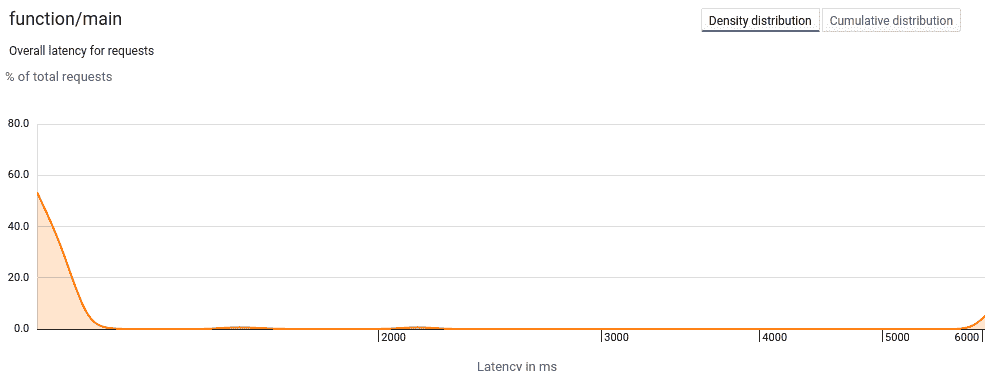 function/main
Density distribution
Cumulative distribution
Overall latency for requests
% of total requests
80.0
60.0
40.0
20.0
0.0
2000
3000
4000
5000
6000
Latency in ms